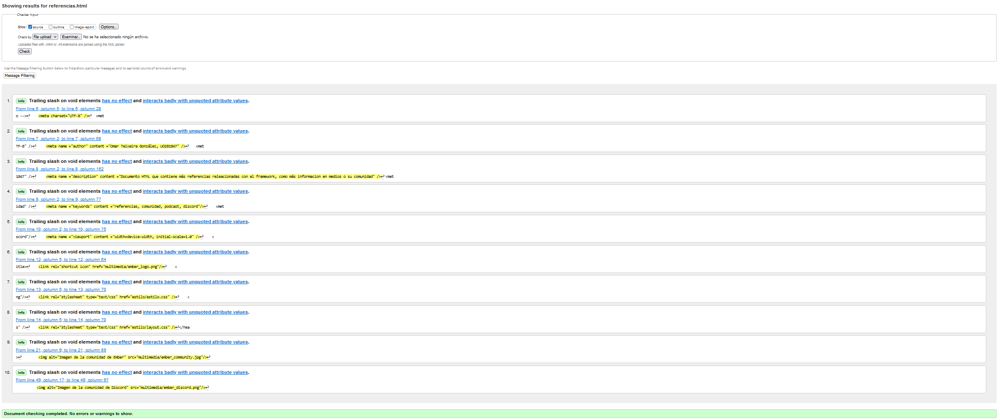 Showing results for referencias.html
Checker Input
Show source outline image report Options...
Check by file upload Examinar... No se ha seleccionado ningún archivo.
Uploaded files with .xhtml or .xht extensions are parsed using the XML parser.
Check
Use the Message Filtering button below to hide/show particular messages, and to see total counts of errors and warnings.
Message Filtering
1. Info Trailing slash on void elements has no effect and interacts badly with unquoted attribute values.
From line 6, column 5; to line 6, column 28
o -->↩ <meta charset="UTF-8" />↩ <met
2. Info Trailing slash on void elements has no effect and interacts badly with unquoted attribute values.
From line 7, column 2; to line 7, column 68
TF-8" />↩ <meta name ="author" content ="Omar Teixeira González, UO281847" />↩ <met
3. Info Trailing slash on void elements has no effect and interacts badly with unquoted attribute values.
From line 8, column 2; to line 8, column 162
1847" />↩ <meta name ="description" content ="Documento HTML que contiene más referencias releacionadas con el framework, como más informacion en medios o su comunidad" />↩ <met
4. Info Trailing slash on void elements has no effect and interacts badly with unquoted attribute values.
From line 9, column 2; to line 9, column 77
idad" />↩ <meta name ="keywords" content ="referencias, comunidad, podcast, discord"/>↩ <met
5. Info Trailing slash on void elements has no effect and interacts badly with unquoted attribute values.
From line 10, column 2; to line 10, column 75
scord"/>↩ <meta name ="viewport" content ="width=device-width, initial-scale=1.0" />↩ <
6. Info Trailing slash on void elements has no effect and interacts badly with unquoted attribute values.
From line 12, column 5; to line 12, column 64
itle>↩ <link rel="shortcut icon" href="multimedia/ember_logo.png"/>↩ <
7. Info Trailing slash on void elements has no effect and interacts badly with unquoted attribute values.
From line 13, column 5; to line 13, column 70
ng"/>↩ <link rel="stylesheet" type="text/css" href="estilo/estilo.css" />↩ <
8. Info Trailing slash on void elements has no effect and interacts badly with unquoted attribute values.
From line 14, column 5; to line 14, column 70
s" />↩ <link rel="stylesheet" type="text/css" href="estilo/layout.css" />↩</hea
9. Info Trailing slash on void elements has no effect and interacts badly with unquoted attribute values.
From line 21, column 9; to line 21, column 89
>↩ <img alt="Imagen de la comunidad de Ember" src="multimedia/ember_community.jpg"/>↩
10. Info Trailing slash on void elements has no effect and interacts badly with unquoted attribute values.
From line 49, column 17; to line 49, column 97
<img alt="Imagen de la comunidad de Discord" src="multimedia/ember_discord.png"/>↩
Document checking completed. No errors or warnings to show.